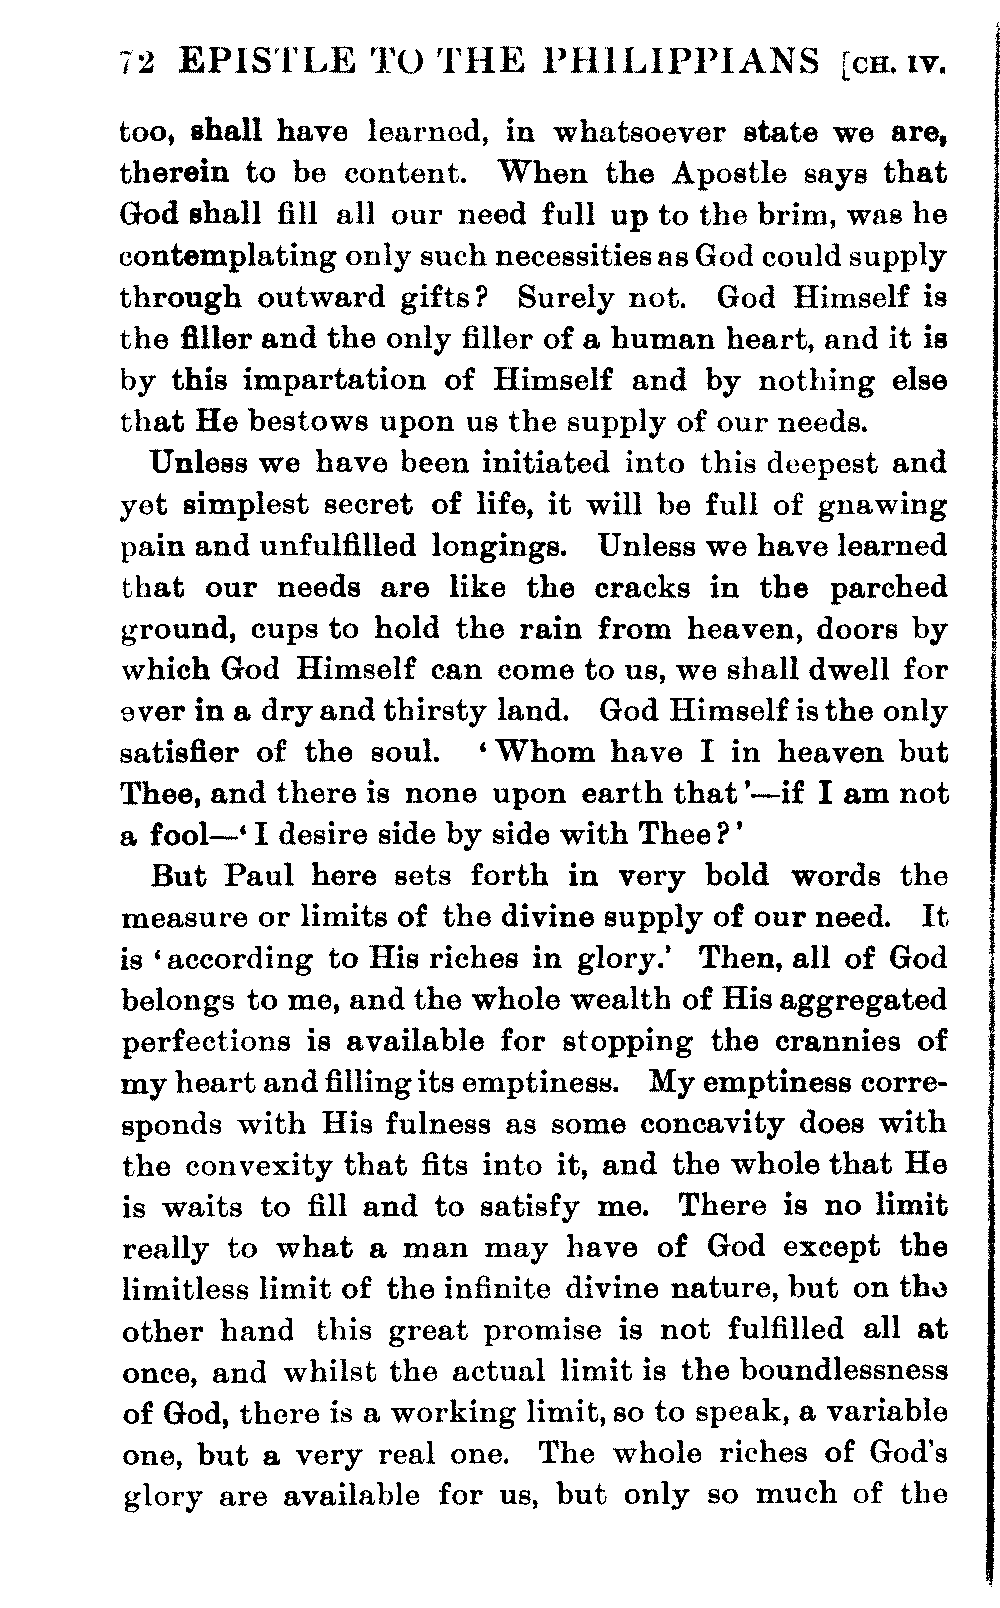 72 EPISTLE TO THE PHILIPPIANS [CH. IV.
too, shall have learned, in whatsoever state we are,
therein to be content. When the Apostle says that
God shall fill all our need full up to the brim, was he
contemplating only such necessities as God could supply
through outward gifts? Surely not. God Himself is
the filler and the only filler of a human heart, and it is
by this impartation of Himself and by nothing else
that He bestows upon us the supply of our needs.
Unless we have been initiated into this deepest and
yet simplest secret of life, it will be full of gnawing
pain and unfulfilled longings. Unless we have learned
that our needs are like the cracks in the parched
ground, cups to hold the rain from heaven, doors by
which God Himself can come to us, we shall dwell for
ever in a dry and thirsty land. God Himself is the only
satisfier of the soul. ‘Whom have I in heaven but
Thee, and there is none upon earth that’—if I am not
a fool—‘I desire side by side with Thee?’
But Paul here sets forth in very bold words the
measure or limits of the divine supply of our need. It
is ‘according to His riches in glory.’ Then, all of God
belongs to me, and the whole wealth of His aggregated
perfections is available for stopping the crannies of
my heart and filling its emptiness. My emptiness corre-
sponds with His fulness as some concavity does with
the convexity that fits into it, and the whole that He
is waits to fill and to satisfy me. There is no limit
really to what a man may have of God except the
limitless limit of the infinite divine nature, but on the
other hand this great promise is not fulfilled all at
once, and whilst the actual limit is the boundlessness
of God, there is a working limit, so to speak, a variable
one, but a very real one. The whole riches of God's
glory are available for us, but only so much of the